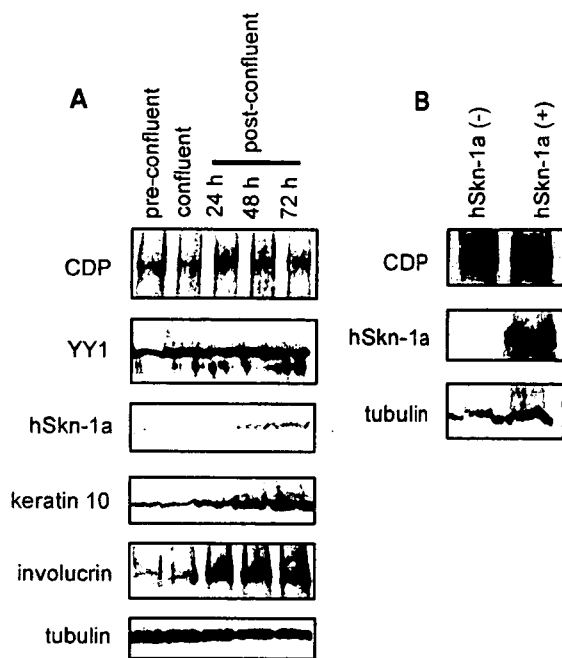 A
pre-confluent
confluent
post-confluent
24 h
48 h
72 h
CDP
YY1
hSkn-1a
keratin 10
involucrin
tubulin
B
hSkn-1a (-)
hSkn-1a (+)
CDP
hSkn-1a
tubulin